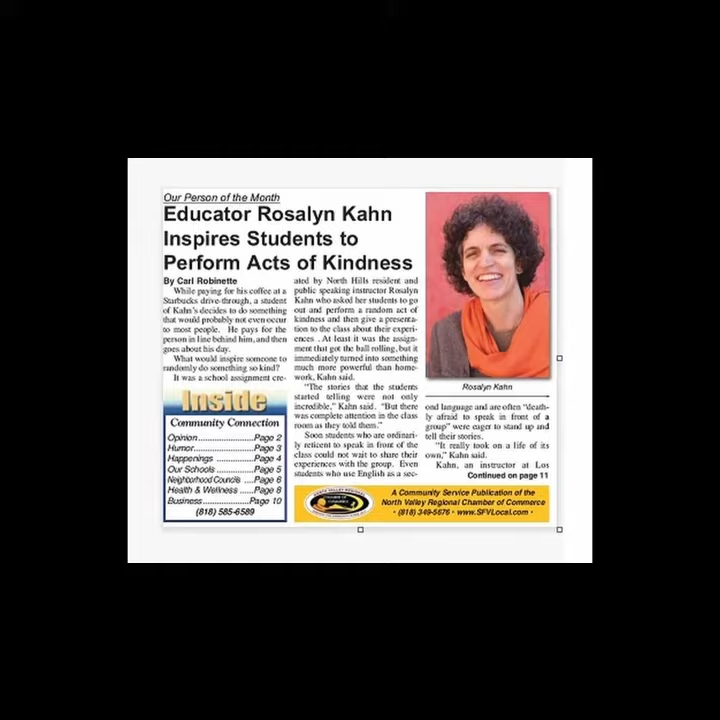 Our Person of the Month
Educator Rosalyn Kahn
Inspires Students to
Perform Acts of Kindness
By Carl Robinette
While paying for his coffee at a
Starbucks drive-through, a student
of Kahn's decides to do something
that would probably not even occur
to most people. He pays for the
person in line behind him, and then
goes about his day.
What would inspire someone to
randomly do something so kind?
It was a school assignment cre-
ated by North Hills resident and
public speaking instructor Rosalyn
Kahn who asked her students to go
out and perform a random act of
kindness and then give a presenta-
tion to the class about their experi-
ences . At least it was the assign-
ment that got the ball rolling, but it
immediately turned into something
much more powerful than home-
work, Kahn said.
"The stories that the students
started telling were not only
incredible," Kahn said. "But there
was complete attention in the class
room as they told them."
Soon students who are ordinari-
ly reticent to speak in front of the
class could not wait to share their
experiences with the group. Even
students who use English as a sec-
Rosalyn Kahn
ond language and are often "death-
ly afraid to speak in front of a
group" were eager to stand up and
tell their stories.
"It really took on a life of its
own," Kahn said.
Kahn, an instructor at Los
Continued on page 11
Inside
Community Connection
Opinion.................Page 2
Humor...................Page 3
Happenings ..........Page 4
Our Schools .........Page 5
Neighborhood Councils ....Page 6
Health & Wellness .....Page 8
Business...............Page 10
(818) 585-6589
A Community Service Publication of the
North Valley Regional Chamber of Commerce
• (818) 349-5676 • www.SFVLocal.com •